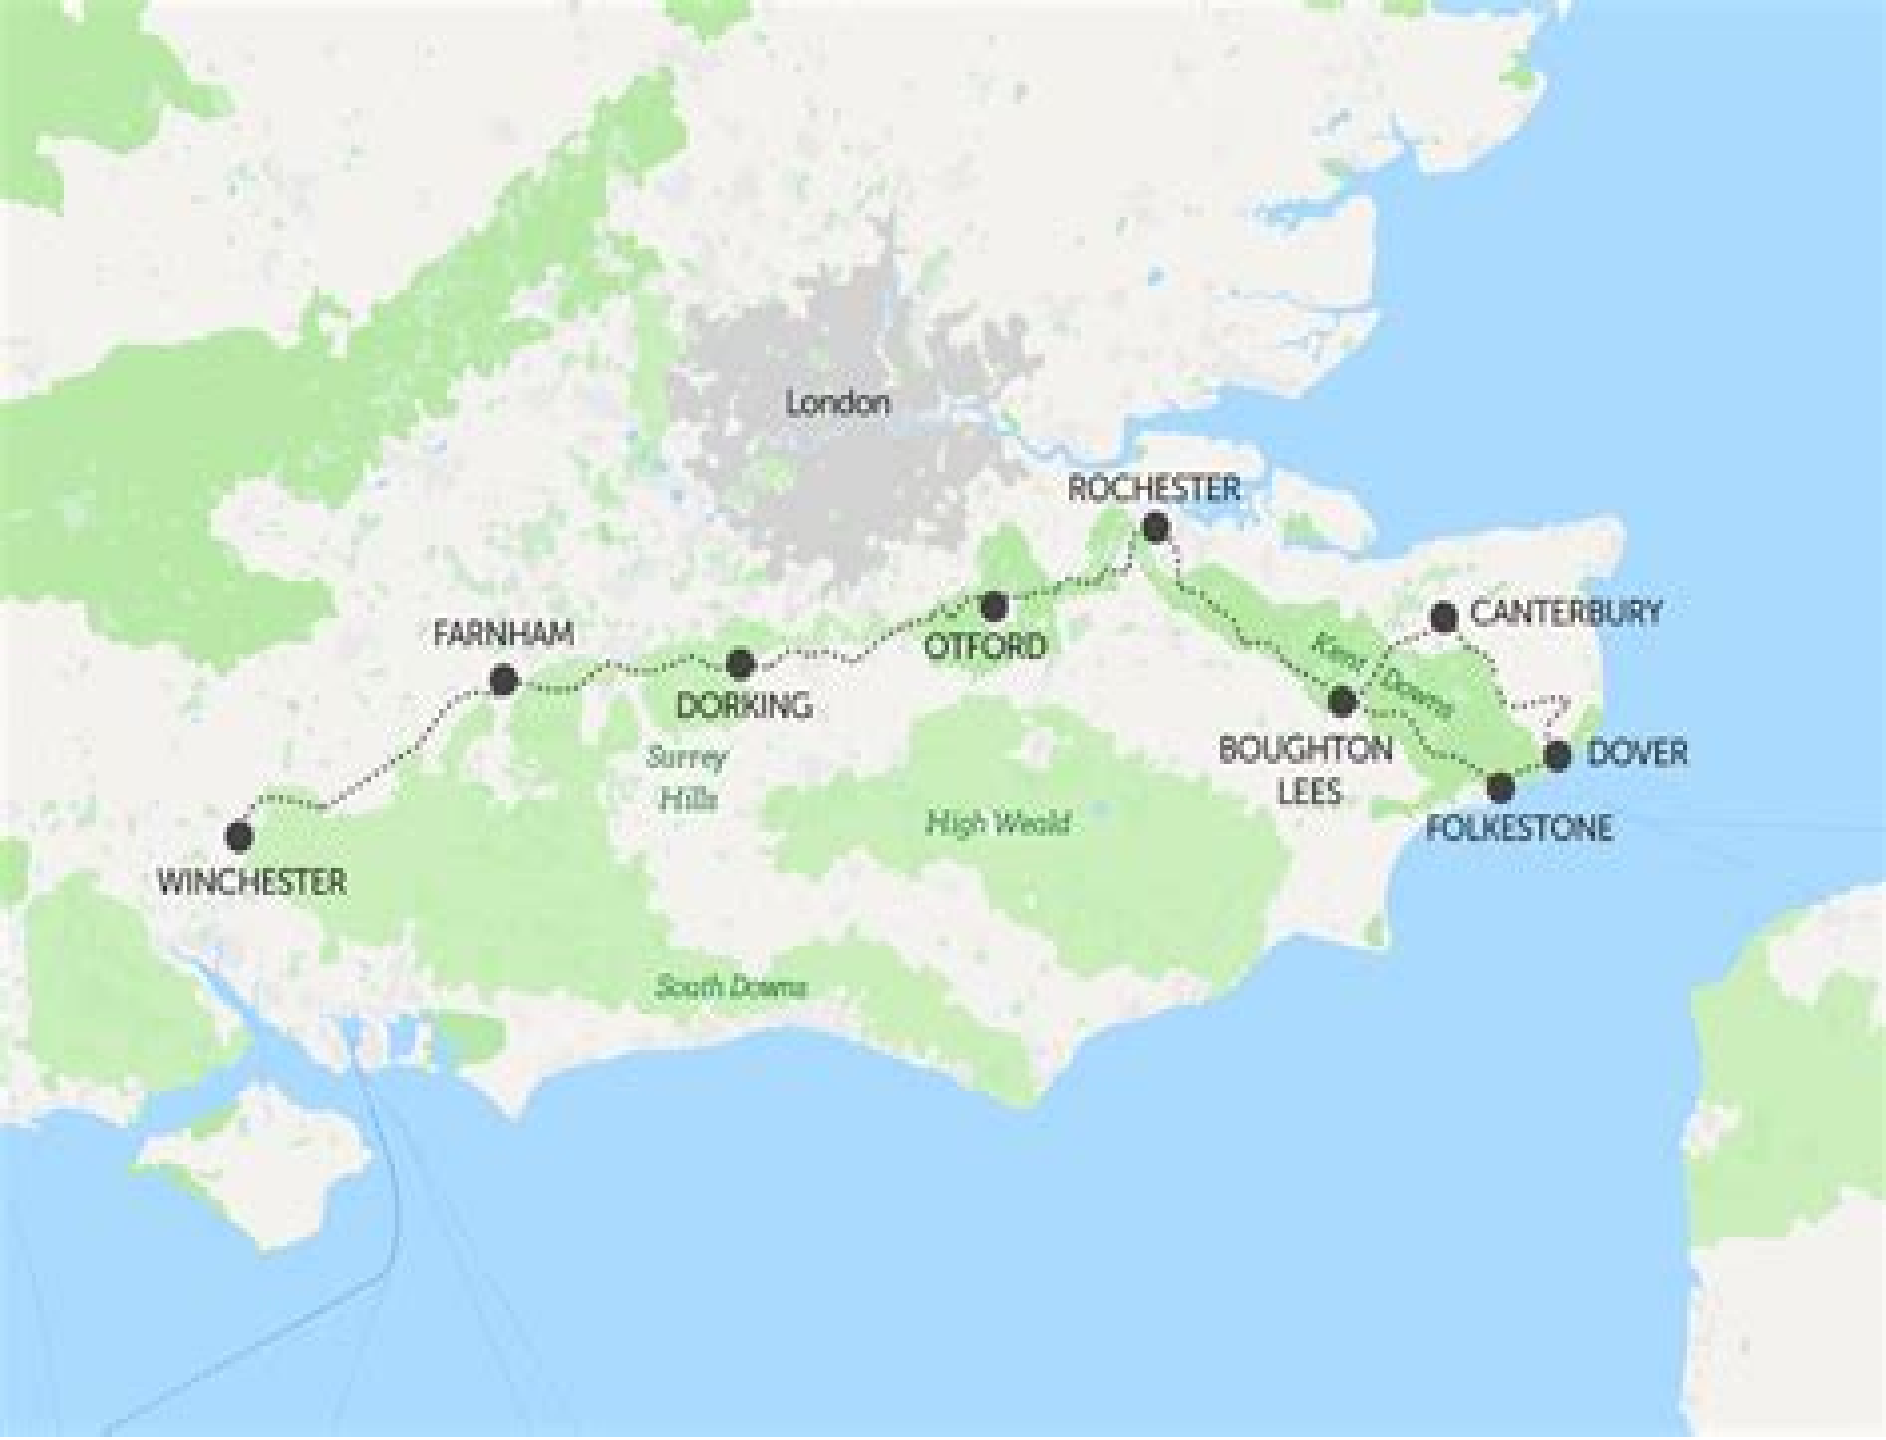 London
ROCHESTER
CANTERBURY
FARNHAM
OTFORD
Kent
Downs
DORKING
BOUGHTON
LEES
DOVER
Surrey
Hills
High Weald
FOLKESTONE
WINCHESTER
South Downs